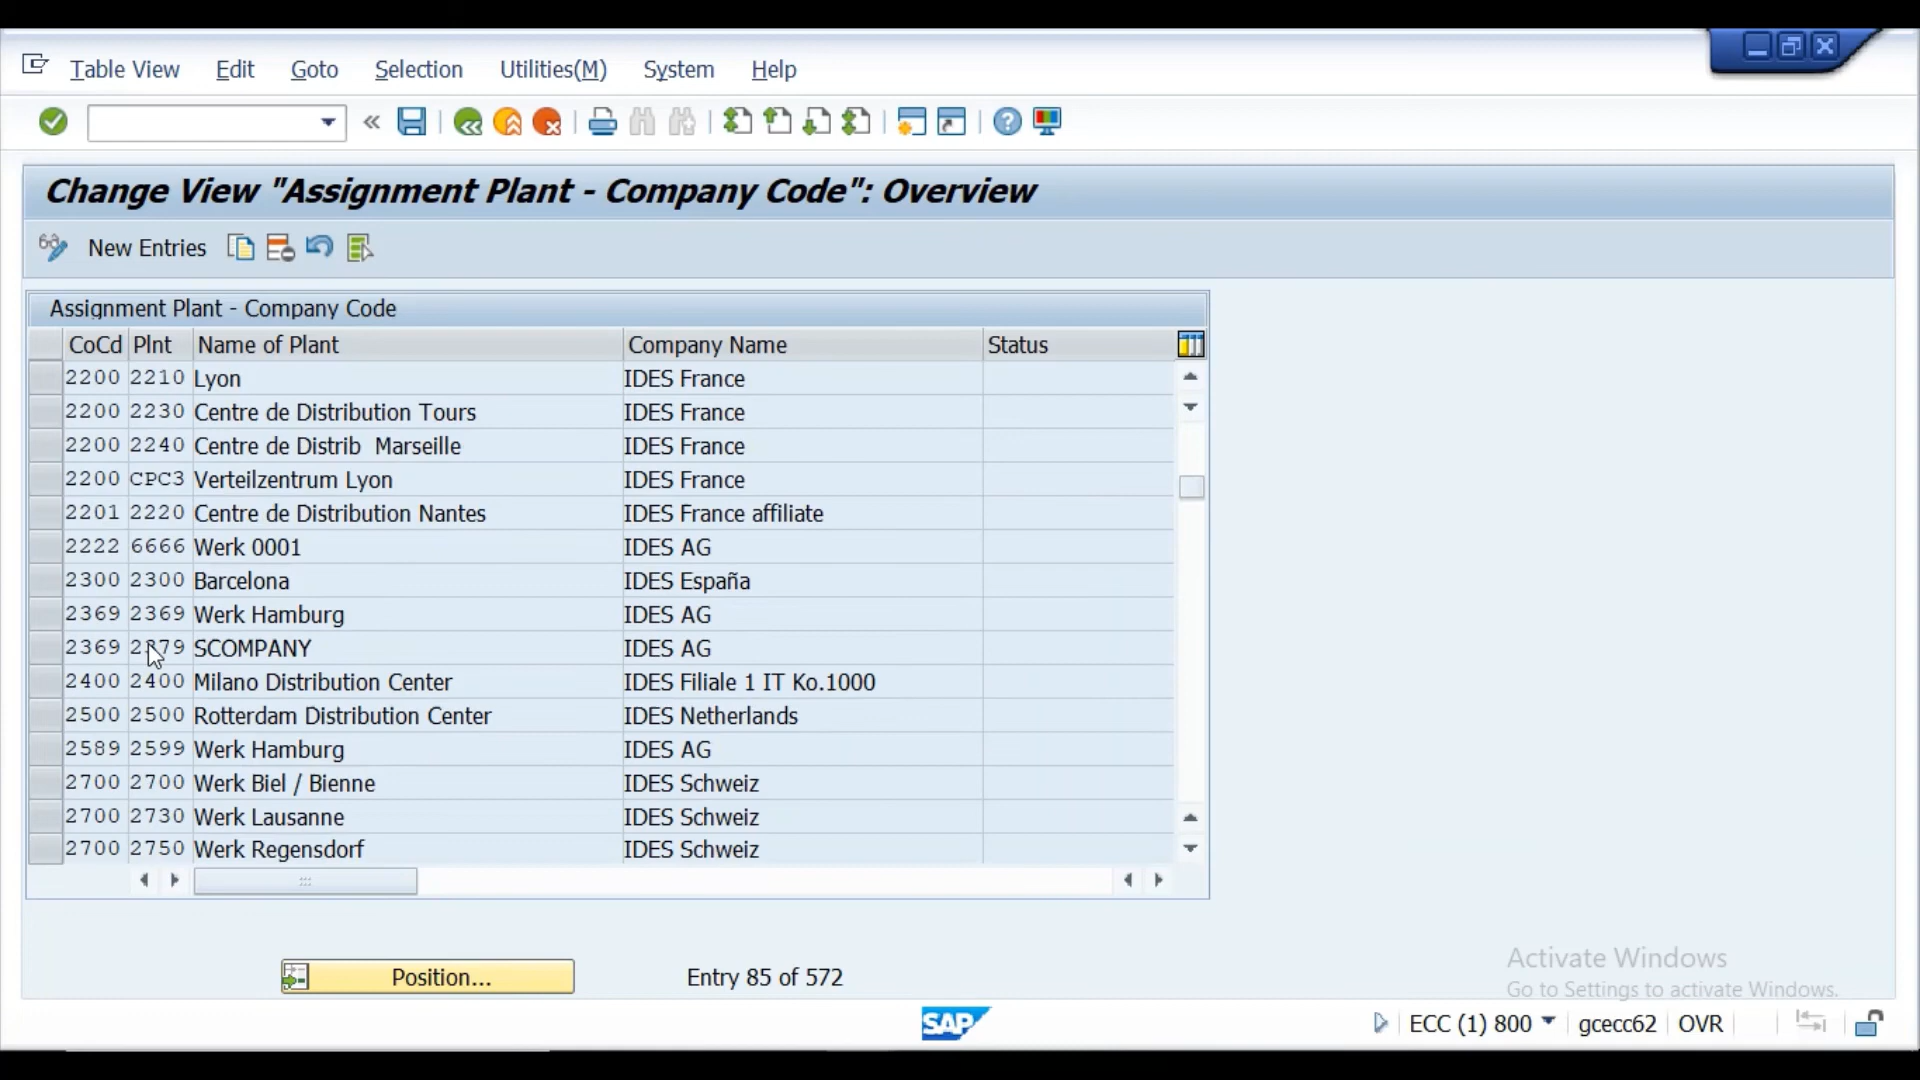 Table View Edit Goto Selection Utilities(M) System Help
Change View "Assignment Plant - Company Code": Overview
New Entries
Assignment Plant - Company Code
CoCd Plnt Name of Plant Company Name Status
2200 2210 Lyon IDES France
2200 2230 Centre de Distribution Tours IDES France
2200 2240 Centre de Distrib Marseille IDES France
2200 CPC3 Verteilzentrum Lyon IDES France
2201 2220 Centre de Distribution Nantes IDES France affiliate
2222 6666 Werk 0001 IDES AG
2300 2300 Barcelona IDES España
2369 2369 Werk Hamburg IDES AG
2369 SCOMPANY IDES AG
2400 2400 Milano Distribution Center IDES Filiale 1 IT Ko.1000
2500 2500 Rotterdam Distribution Center IDES Netherlands
2589 2599 Werk Hamburg IDES AG
2700 2700 Werk Biel / Bienne IDES Schweiz
2700 2730 Werk Lausanne IDES Schweiz
2700 2750 Werk Regensdorf IDES Schweiz
Position... Entry 85 of 572
Activate Windows
Go to Settings to activate Windows.
SAP ECC (1) 800 gcecc62 OVR